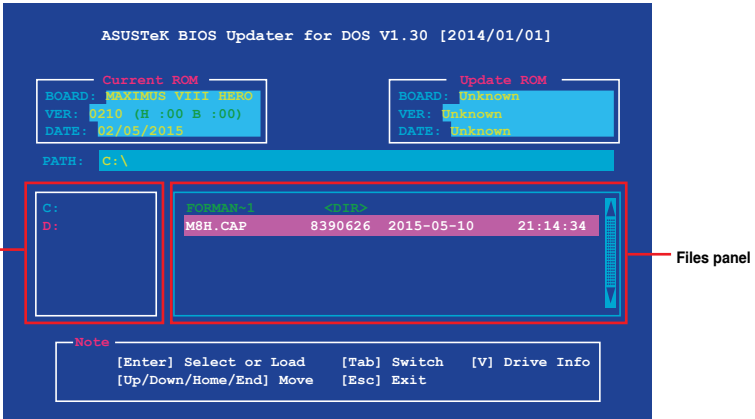 ASUSTeK BIOS Updater for DOS V1.30 [2014/01/01]
Current ROM
BOARD: MAXIMUS VIII HERO
VER: 0210 (H :00 B :00)
DATE: 02/05/2015
Update ROM
BOARD: Unknown
VER: Unknown
DATE: Unknown
PATH: C:\
C:
D:
FORMAN~1 <DIR>
M8H.CAP 8390626 2015-05-10 21:14:34
Files panel
Note
[Enter] Select or Load [Tab] Switch [V] Drive Info
[Up/Down/Home/End] Move [Esc] Exit